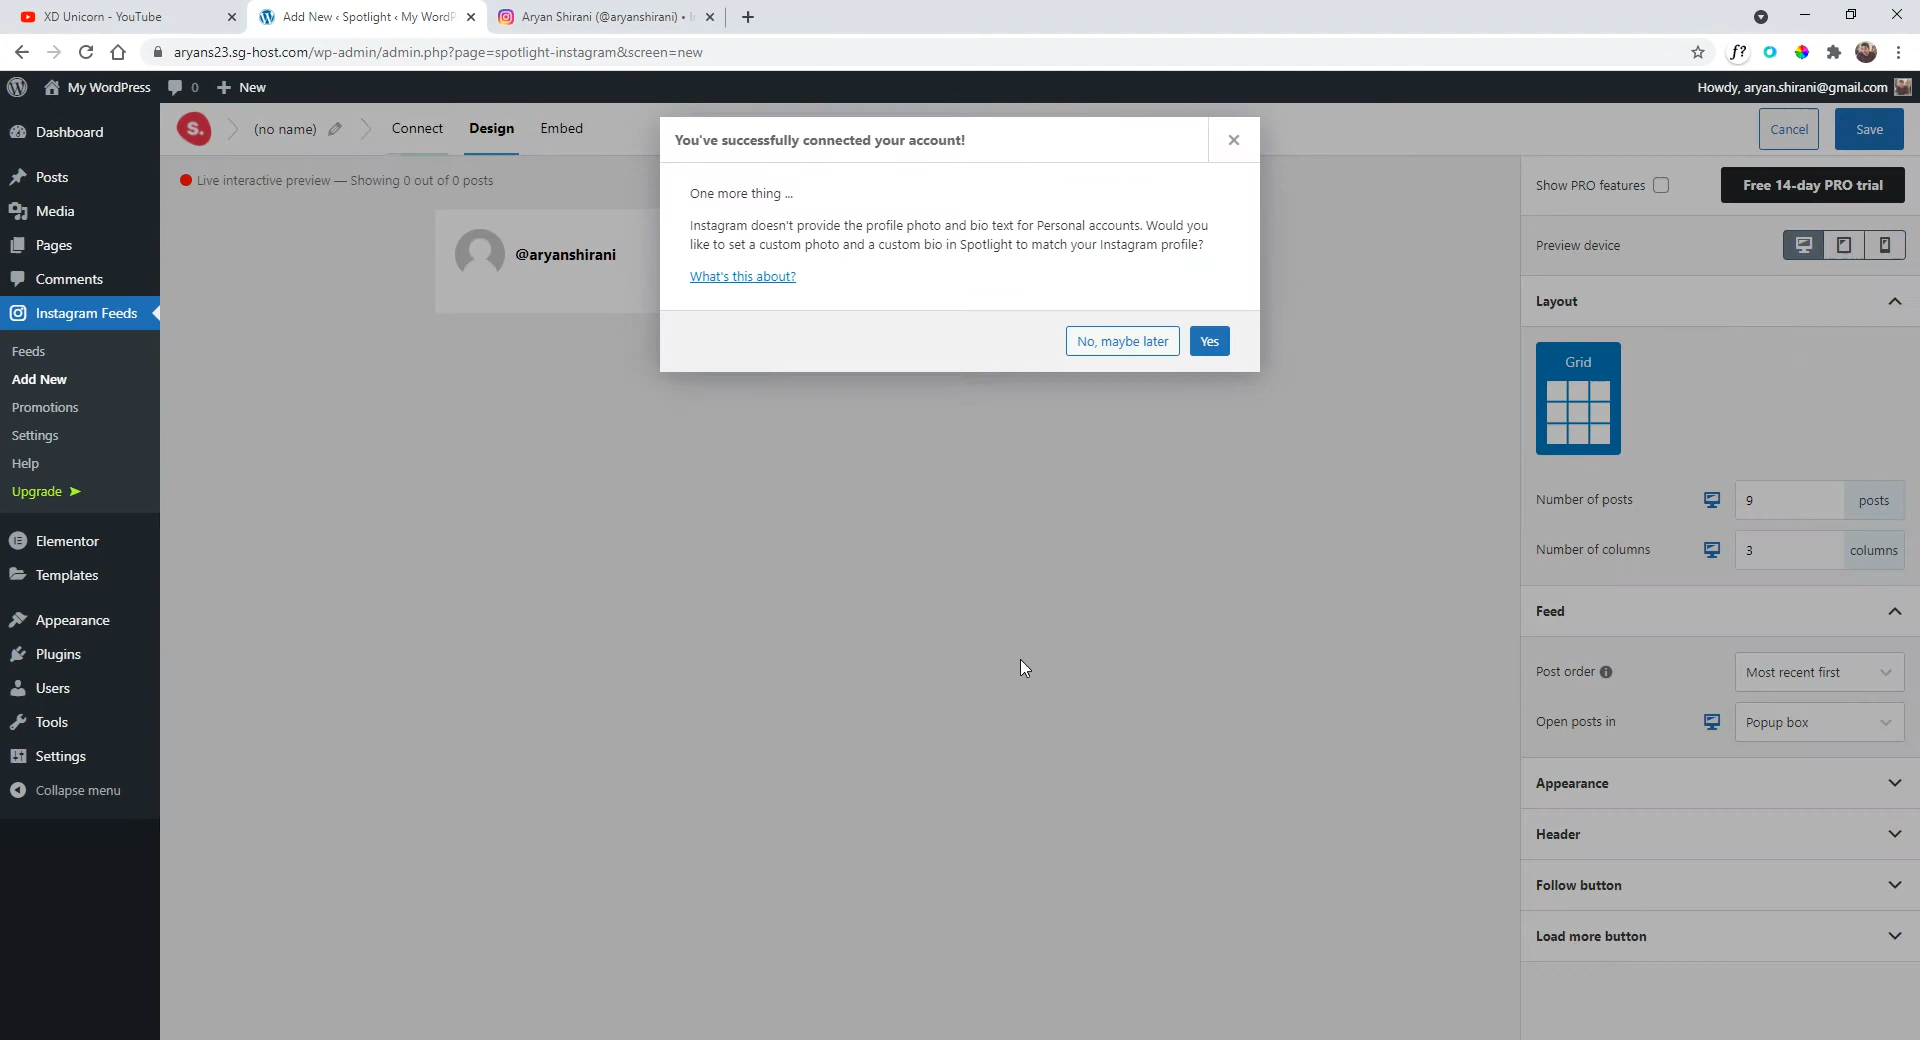 XD Unicorn - YouTube
Add New ‹ Spotlight ‹ My WordP
Aryan Shirani (@aryanshirani) •
aryans23.sg-host.com/wp-admin/admin.php?page=spotlight-instagram&screen=new
f?
My WordPress
0
New
Howdy, aryan.shirani@gmail.com
Dashboard
Posts
Media
Pages
Comments
Instagram Feeds
Feeds
Add New
Promotions
Settings
Help
Upgrade ➤
Elementor
Templates
Appearance
Plugins
Users
Tools
Settings
Collapse menu
S.
(no name)
Connect
Design
Embed
Cancel
Save
Live interactive preview — Showing 0 out of 0 posts
@aryanshirani
You've successfully connected your account!
One more thing ...
Instagram doesn't provide the profile photo and bio text for Personal accounts. Would you
like to set a custom photo and a custom bio in Spotlight to match your Instagram profile?
What's this about?
No, maybe later
Yes
Show PRO features
Free 14-day PRO trial
Preview device
Layout
Grid
Number of posts
9
posts
Number of columns
3
columns
Feed
Post order
Most recent first
Open posts in
Popup box
Appearance
Header
Follow button
Load more button